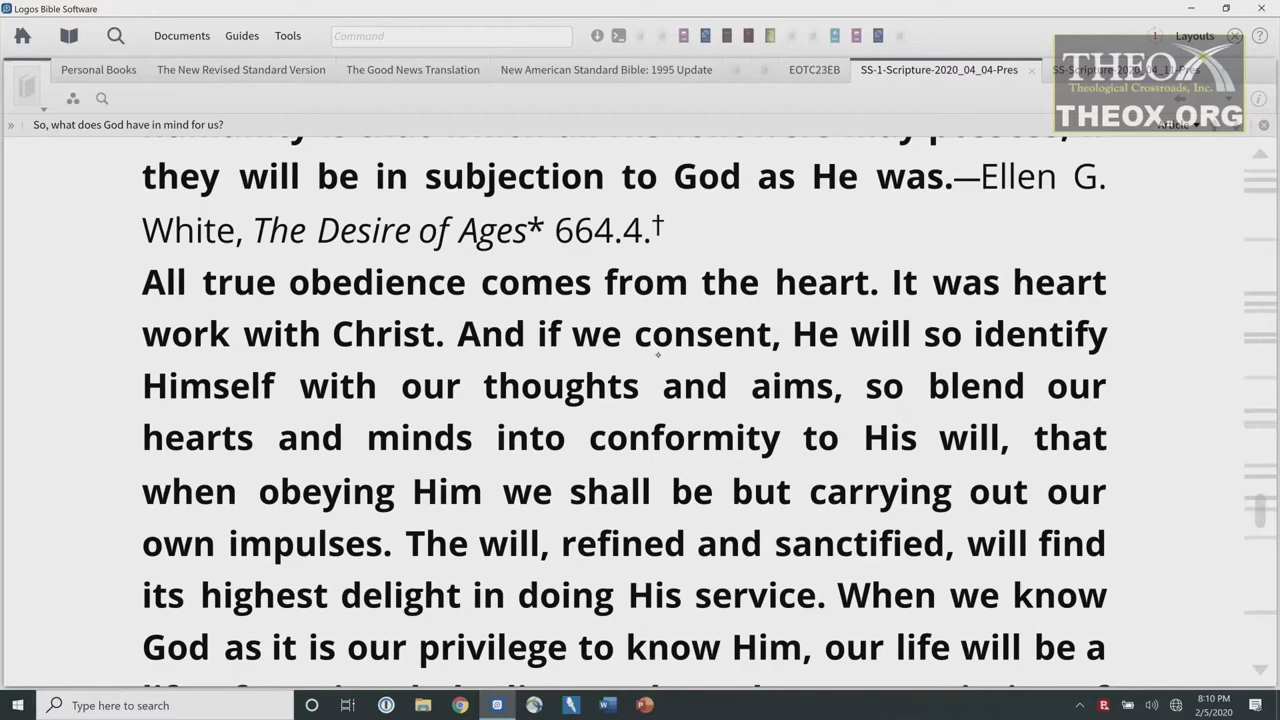 Logos Bible Software
Documents Guides Tools Command Layouts
Personal Books The New Revised Standard Version New American Standard Bible: 1995 Update EOTC23EB SS-1-Scripture-2020_04_04-Pres
THEOX
Theological Crossroads, Inc.
THEOX.ORG
» So, what does God have in mind for us?
they will be in subjection to God as He was.—Ellen G.
White, The Desire of Ages* 664.4.†
All true obedience comes from the heart. It was heart
work with Christ. And if we consent, He will so identify
Himself with our thoughts and aims, so blend our
hearts and minds into conformity to His will, that
when obeying Him we shall be but carrying out our
own impulses. The will, refined and sanctified, will find
its highest delight in doing His service. When we know
God as it is our privilege to know Him, our life will be a
Type here to search
8:10 PM
2/5/2020